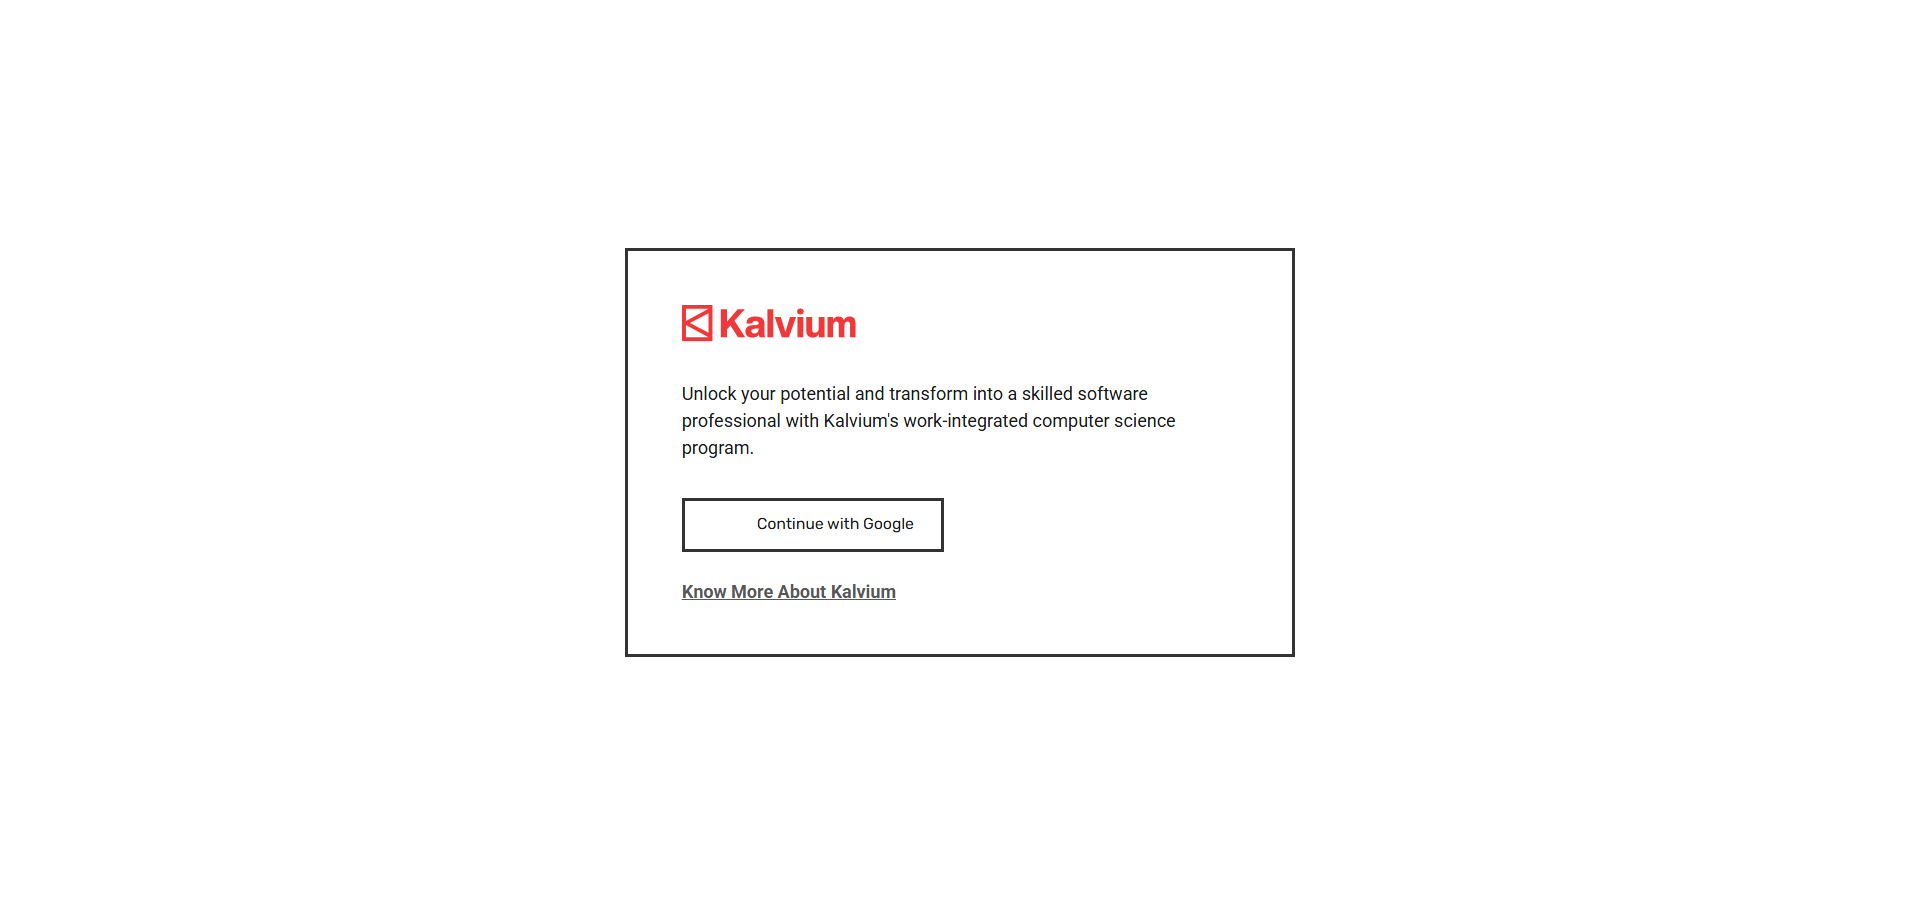 Kalvium
Unlock your potential and transform into a skilled software
professional with Kalvium's work-integrated computer science
program.
Continue with Google
Know More About Kalvium